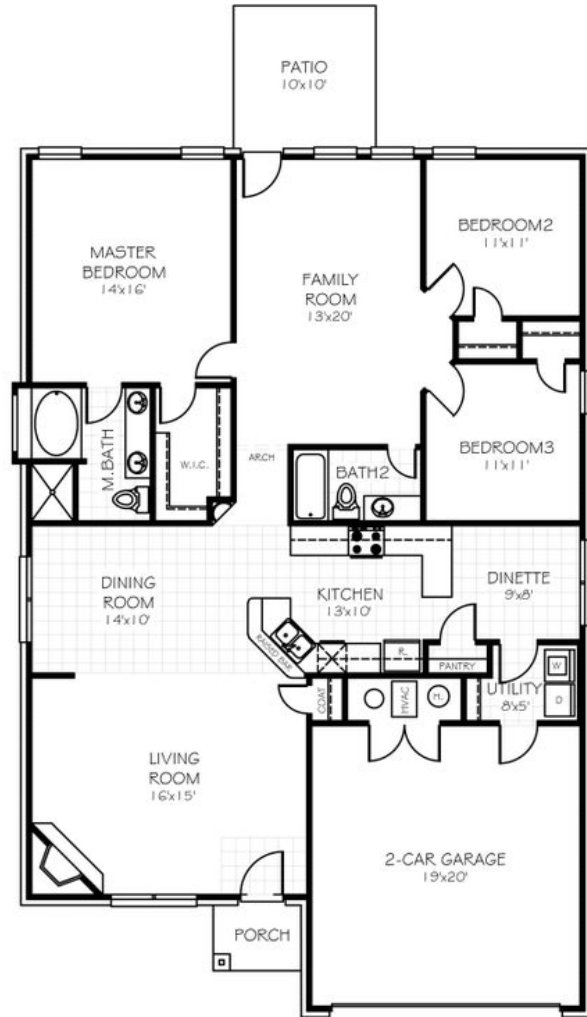 PATIO
10'x10'
MASTER
BEDROOM
14'x16'
FAMILY
ROOM
13'x20'
BEDROOM2
11'x11'
M.BATH
W.I.C.
ARCH
BATH2
BEDROOM3
11'x11'
DINING
ROOM
14'x10'
KITCHEN
13'x10'
DINETTE
9'x8'
RAISED BAR
R.
PANTRY
COAT
HVAC
H.
UTILITY
8'x5'
W
D
LIVING
ROOM
16'x15'
2-CAR GARAGE
19'x20'
PORCH